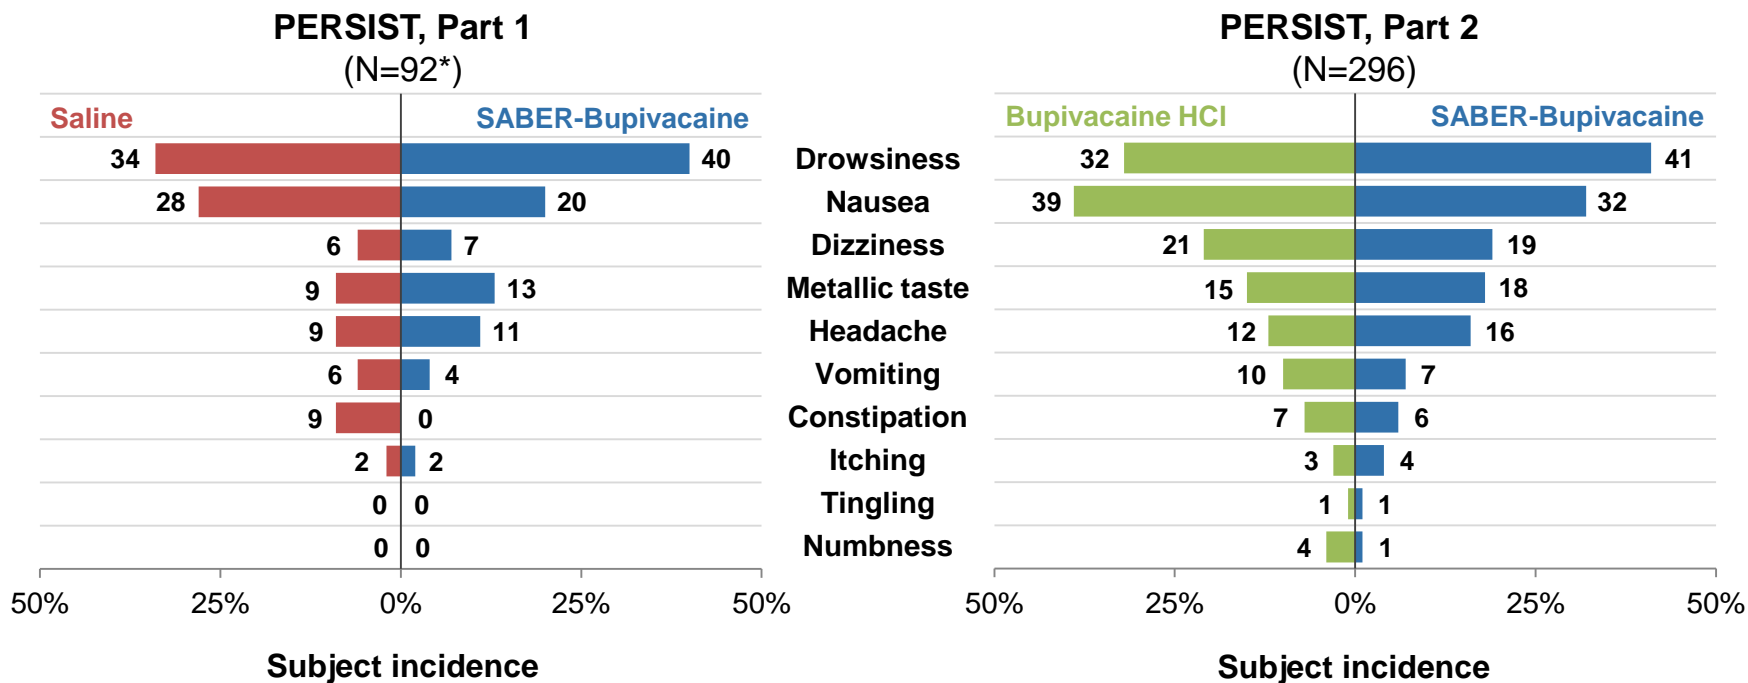 PERSIST, Part 1
(N=92*)
PERSIST, Part 2
(N=296)
Saline SABER-Bupivacaine
Bupivacaine HCl SABER-Bupivacaine
34 40 Drowsiness 32 41
28 20 Nausea 39 32
6 7 Dizziness 21 19
9 13 Metallic taste 15 18
9 11 Headache 12 16
6 4 Vomiting 10 7
9 0 Constipation 7 6
2 2 Itching 3 4
0 0 Tingling 1 1
0 0 Numbness 4 1
50% 25% 0% 25% 50%
50% 25% 0% 25% 50%
Subject incidence
Subject incidence